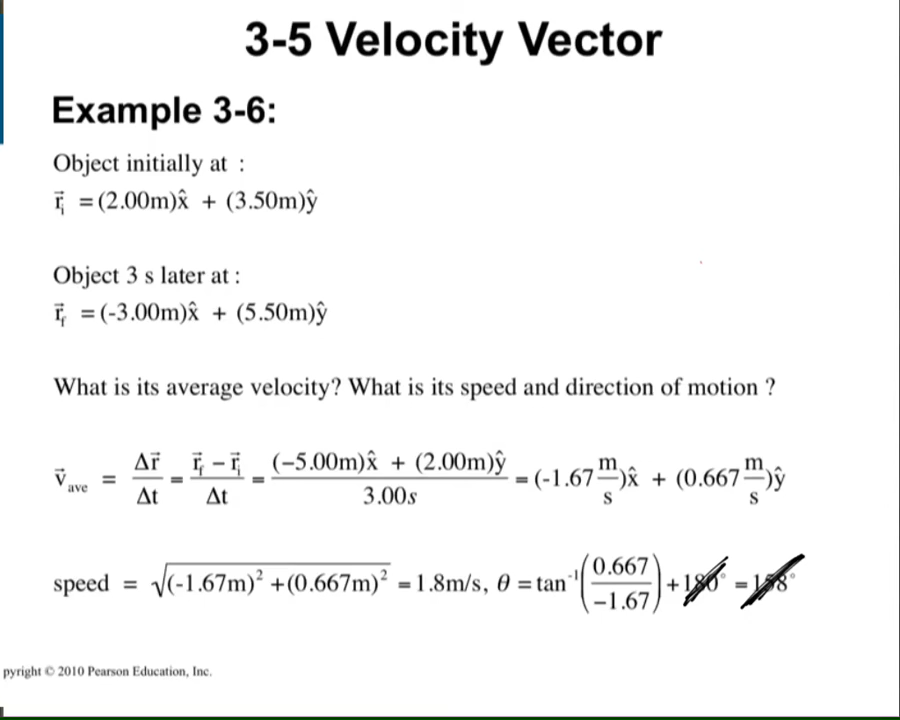 3-5 Velocity Vector
Example 3-6:
Object initially at :
r⃗ᵢ = (2.00m)x̂ + (3.50m)ŷ
Object 3 s later at :
r⃗f = (-3.00m)x̂ + (5.50m)ŷ
What is its average velocity? What is its speed and direction of motion ?
v⃗ave = Δr⃗/Δt = (r⃗f − r⃗ᵢ)/Δt = ((−5.00m)x̂ + (2.00m)ŷ)/3.00s = (-1.67 m/s)x̂ + (0.667 m/s)ŷ
speed = √((-1.67m)² +(0.667m)²) = 1.8m/s, θ = tan⁻¹(0.667/−1.67) + =
pyright © 2010 Pearson Education, Inc.